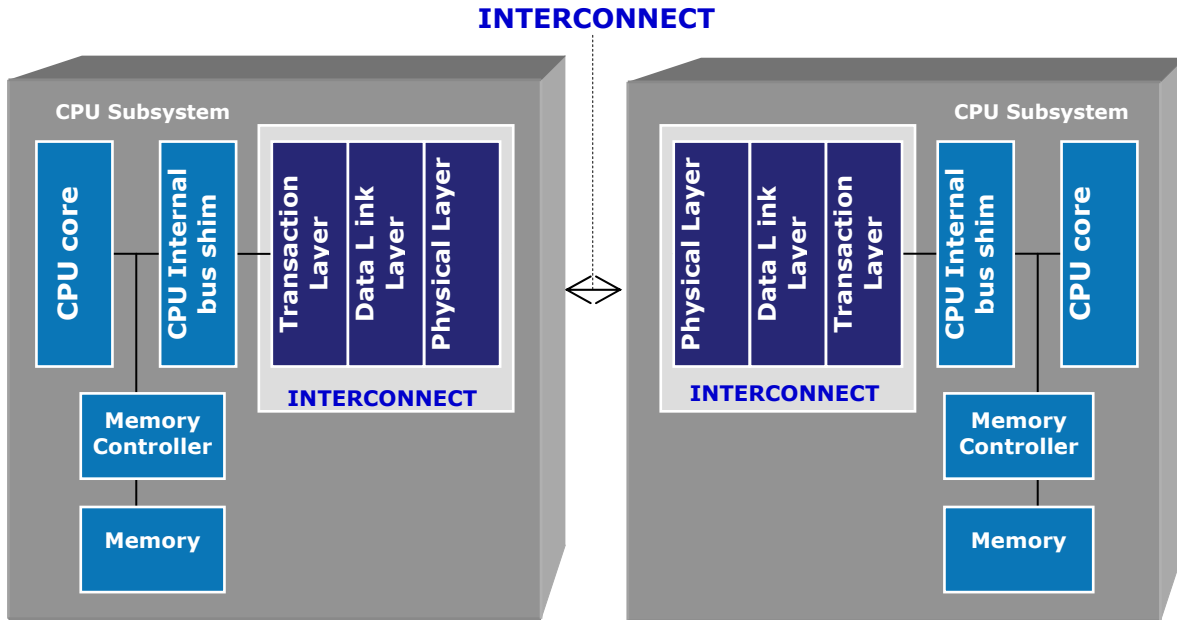 INTERCONNECT
CPU Subsystem
CPU core
CPU Internal
bus shim
Transaction
Layer
Data L ink
Layer
Physical Layer
INTERCONNECT
Memory
Controller
Memory
CPU Subsystem
Physical Layer
Data L ink
Layer
Transaction
Layer
CPU Internal
bus shim
CPU core
INTERCONNECT
Memory
Controller
Memory